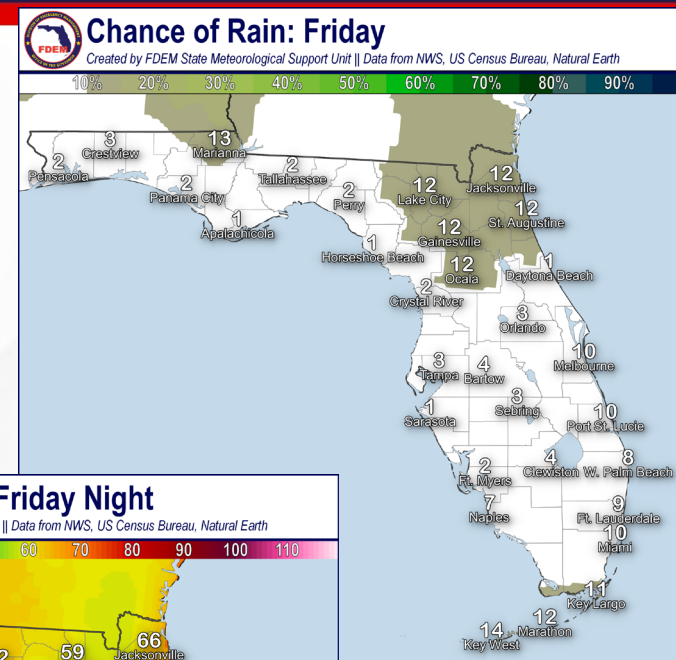 FDEM
Chance of Rain: Friday
Created by FDEM State Meteorological Support Unit || Data from NWS, US Census Bureau, Natural Earth
10% 20% 30% 40% 50% 60% 70% 80% 90%
3
Crestview
13
Marianna
2
Pensacola
2
Tallahassee
12
Jacksonville
2
Panama City
2
Perry
12
Lake City
12
St. Augustine
1
Apalachicola
12
Gainesville
1
Horseshoe Beach
12
Ocala
1
Daytona Beach
2
Crystal River
3
Orlando
10
Melbourne
3
Tampa
4
Bartow
3
Sebring
1
Sarasota
10
Port St. Lucie
2
Ft. Myers
4
Clewiston
8
W. Palm Beach
7
Naples
9
Ft. Lauderdale
10
Miami
11
Key Largo
12
Marathon
14
Key West
Friday Night
|| Data from NWS, US Census Bureau, Natural Earth
60 70 80 90 100 110
66
Jacksonville
59